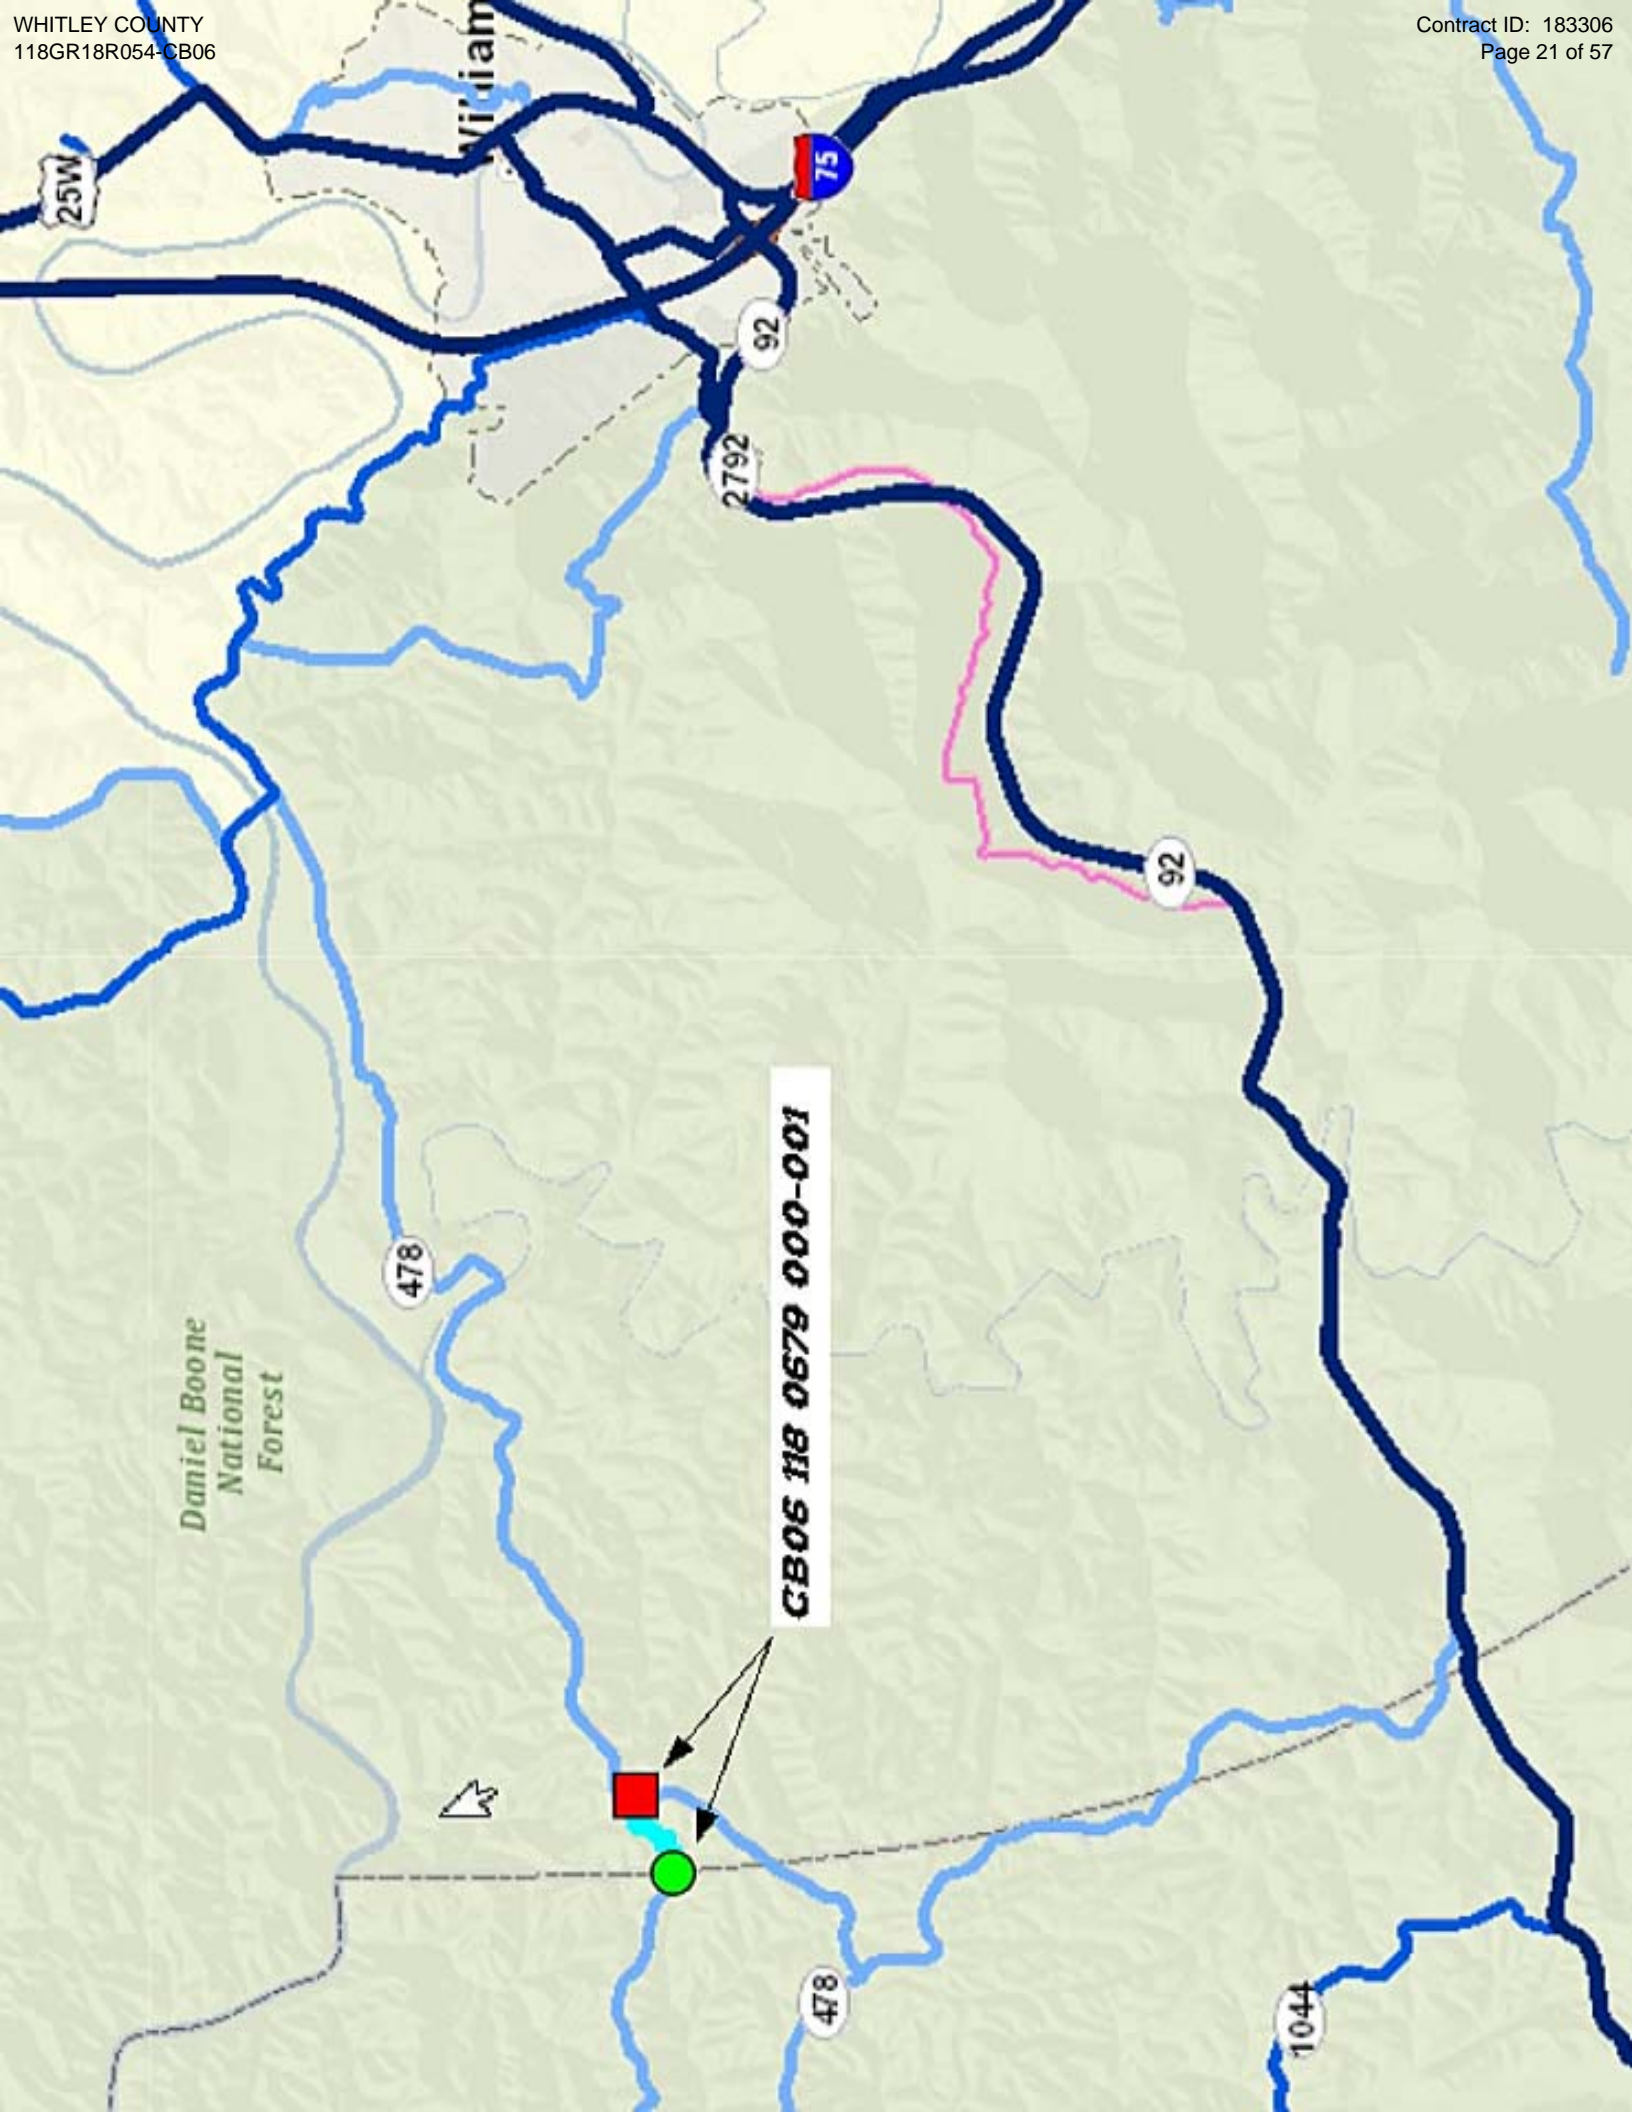 WHITLEY COUNTY
118GR18R054-CB06
Contract ID: 183306
Page 21 of 57
25W
75
92
2792
92
478
Daniel Boone
National
Forest
CB06 118 0679 000-001
478
1044